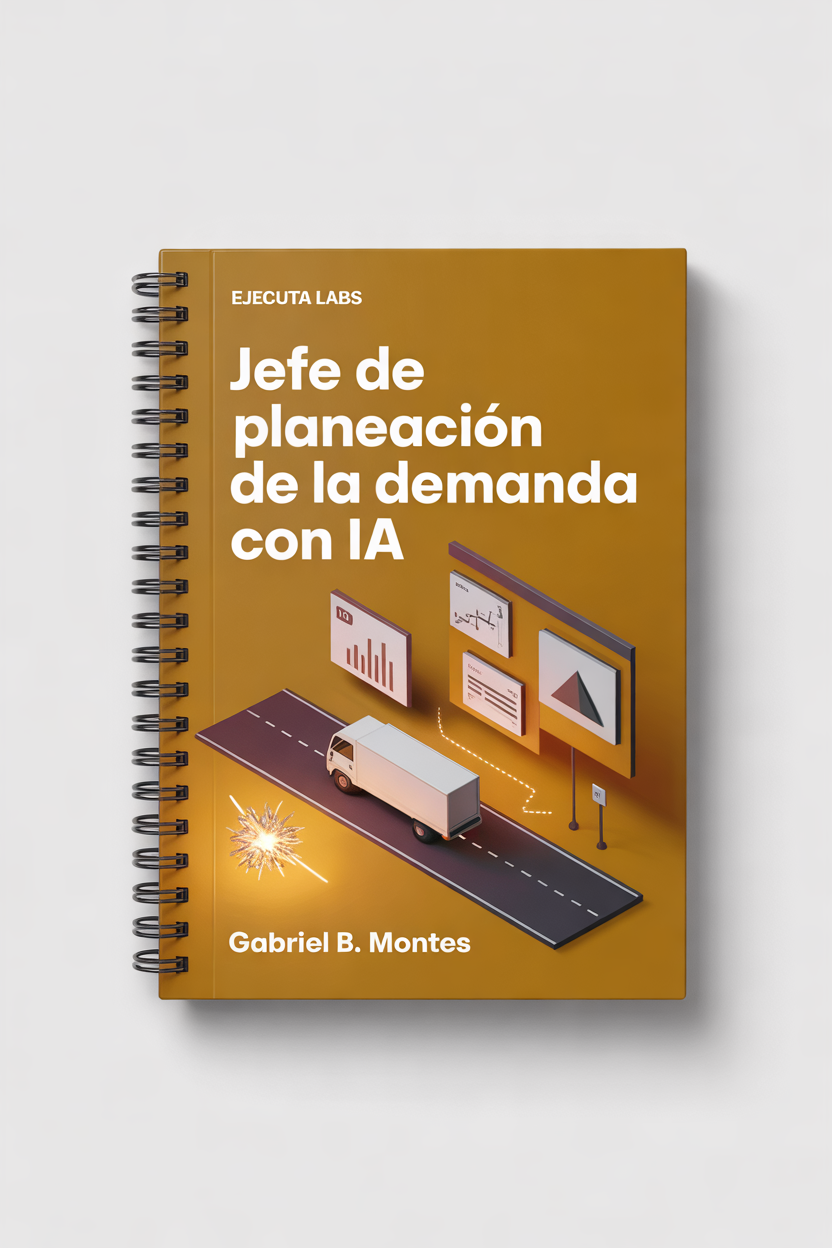 EJECUTA LABS
Jefe de
planeación
de la demanda
con IA
Gabriel B. Montes